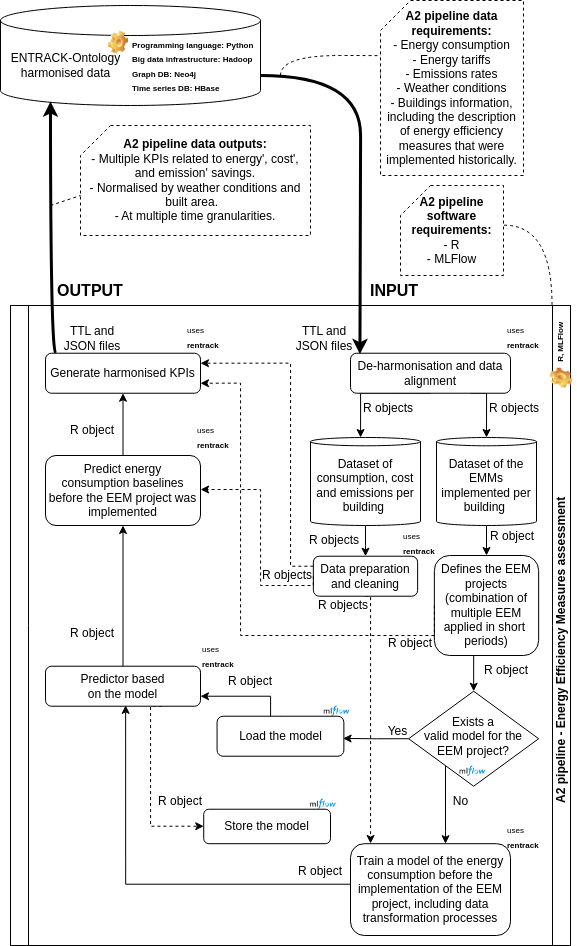 ENTRACK-Ontology
harmonised data
Programming language: Python
Big data infrastructure: Hadoop
Graph DB: Neo4j
Time series DB: HBase
A2 pipeline data
requirements:
- Energy consumption
- Energy tariffs
- Emissions rates
- Weather conditions
- Buildings information,
including the description
of energy efficiency
measures that were
implemented historically.
A2 pipeline data outputs:
- Multiple KPIs related to energy', cost',
and emission' savings.
- Normalised by weather conditions and
built area.
- At multiple time granularities.
A2 pipeline
software
requirements:
- R
- MLFlow
OUTPUT
INPUT
TTL and
JSON files
uses
rentrack
TTL and
JSON files
uses
rentrack
R, MLFlow
Generate harmonised KPIs
De-harmonisation and data
alignment
R objects
R objects
R object
uses
rentrack
Predict energy
consumption baselines
before the EEM project was
implemented
Dataset of
consumption, cost
and emissions per
building
Dataset of the
EMMs
implemented per
building
R objects
uses
rentrack
R object
R objects
Data preparation
and cleaning
R objects
Defines the EEM
projects
(combination of
multiple EEM
applied in short
periods)
R object
R object
R object
uses
rentrack
Predictor based
on the model
R object
mlflow
Load the model
Yes
Exists a
valid model for the
EEM project?
mlflow
No
R object
mlflow
Store the model
uses
rentrack
R object
Train a model of the energy
consumption before the
implementation of the EEM
project, including data
transformation processes
A2 pipeline - Energy Efficiency Measures assessment